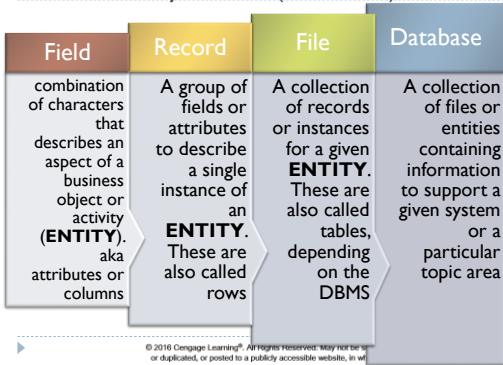 Field
combination
of characters
that
describes an
aspect of a
business
object or
activity
(ENTITY).
aka
attributes or
columns
Record
A group of
fields or
attributes
to describe
a single
instance of
an
ENTITY.
These are
also called
rows
File
A collection
of records
or instances
for a given
ENTITY.
These are
also called
tables,
depending
on the
DBMS
Database
A collection
of files or
entities
containing
information
to support a
given system
or a
particular
topic area
© 2016 Cengage Learning®. All Rights Reserved. May not be
or duplicated, or posted to a publicly accessible website, in